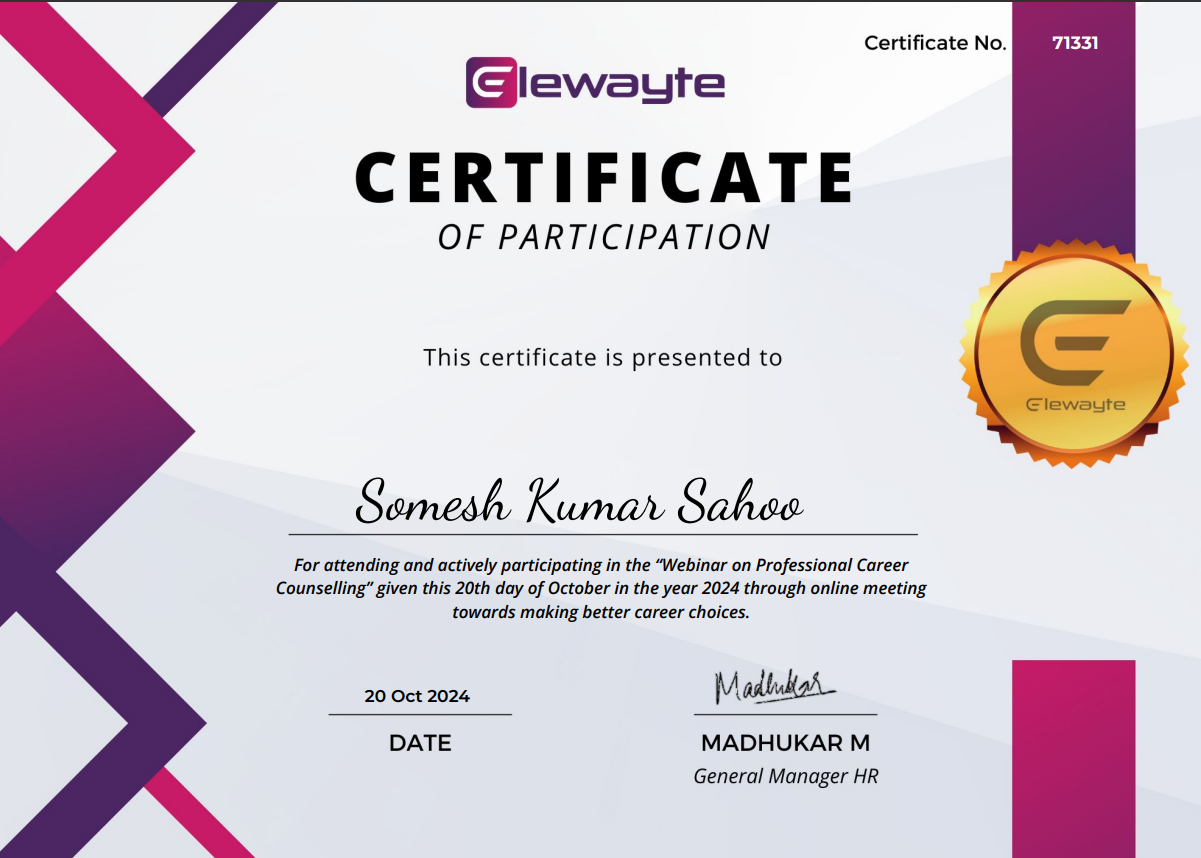 Certificate No. 71331
Elewayte
CERTIFICATE
OF PARTICIPATION
This certificate is presented to
Elewayte
Somesh Kumar Sahoo
For attending and actively participating in the “Webinar on Professional Career
Counselling” given this 20th day of October in the year 2024 through online meeting
towards making better career choices.
Madhukar
20 Oct 2024
DATE
MADHUKAR M
General Manager HR